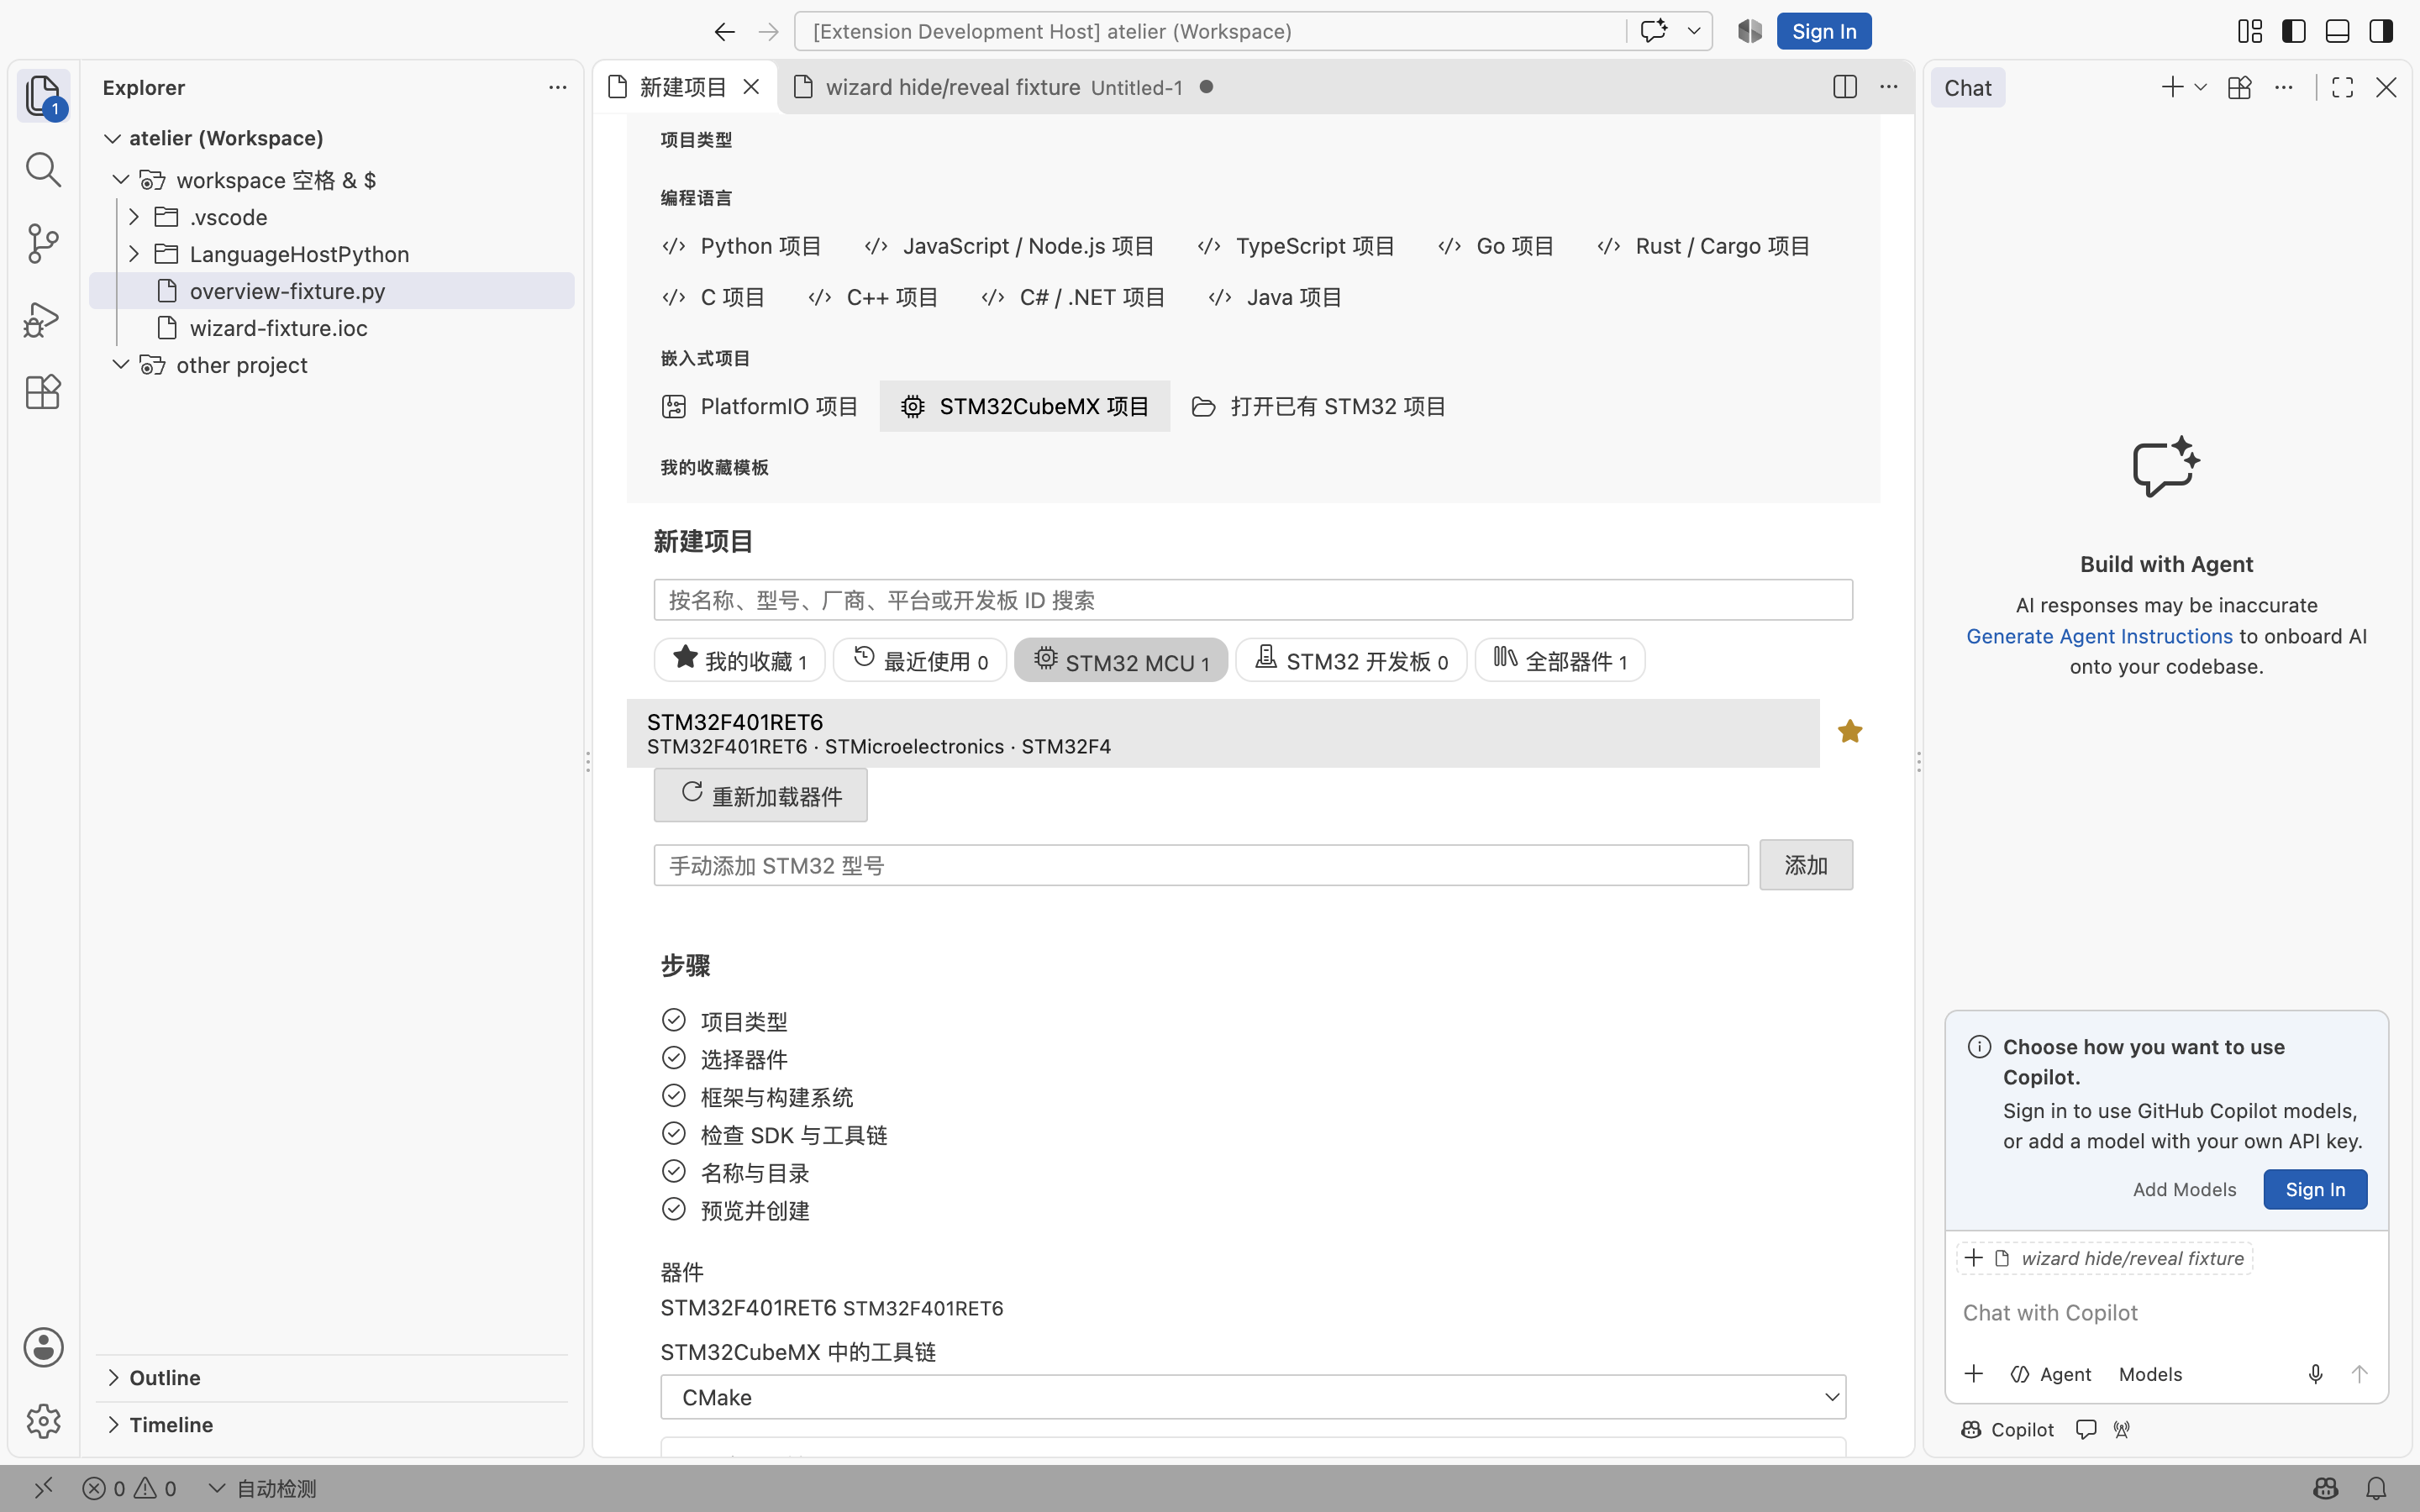 [Extension Development Host] atelier (Workspace)
Sign In
1
Explorer
atelier (Workspace)
workspace 空格 & $
.vscode
LanguageHostPython
overview-fixture.py
wizard-fixture.ioc
other project
Outline
Timeline
新建项目
wizard hide/reveal fixture Untitled-1
项目类型
编程语言
Python 项目
JavaScript / Node.js 项目
TypeScript 项目
Go 项目
Rust / Cargo 项目
C 项目
C++ 项目
C# / .NET 项目
Java 项目
嵌入式项目
PlatformIO 项目
STM32CubeMX 项目
打开已有 STM32 项目
我的收藏模板
新建项目
按名称、型号、厂商、平台或开发板 ID 搜索
我的收藏 1
最近使用 0
STM32 MCU 1
STM32 开发板 0
全部器件 1
STM32F401RET6
STM32F401RET6 · STMicroelectronics · STM32F4
重新加载器件
手动添加 STM32 型号
添加
步骤
项目类型
选择器件
框架与构建系统
检查 SDK 与工具链
名称与目录
预览并创建
器件
STM32F401RET6 STM32F401RET6
STM32CubeMX 中的工具链
CMake
Chat
Build with Agent
AI responses may be inaccurate
Generate Agent Instructions to onboard AI
onto your codebase.
Choose how you want to use
Copilot.
Sign in to use GitHub Copilot models,
or add a model with your own API key.
Add Models
Sign In
wizard hide/reveal fixture
Chat with Copilot
Agent
Models
Copilot
0
0
自动检测